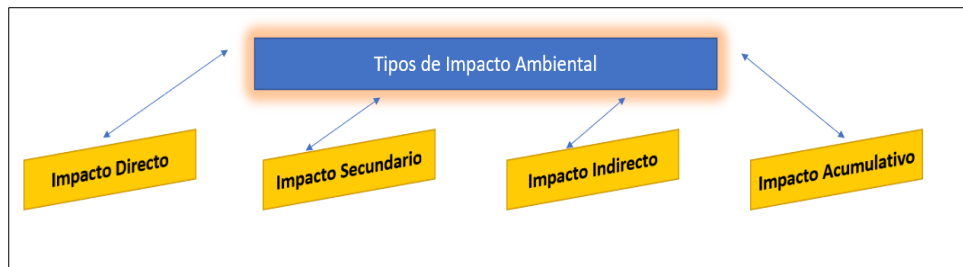 Tipos de Impacto Ambiental
Impacto Directo
Impacto Secundario
Impacto Indirecto
Impacto Acumulativo